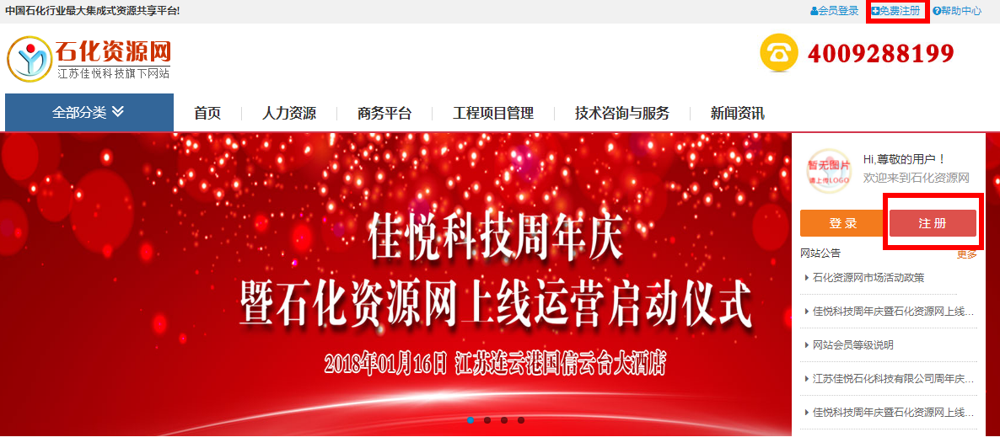 中国石化行业最大集成式资源共享平台!
会员登录 免费注册 帮助中心
石化资源网
江苏佳悦科技旗下网站
4009288199
全部分类 首页 人力资源 商务平台 工程项目管理 技术咨询与服务 新闻资讯
佳悦科技周年庆
暨石化资源网上线运营启动仪式
2018年01月16日 江苏连云港国信云台大酒店
暂无图片
请上传LOGO
Hi,尊敬的用户！
欢迎来到石化资源网
登 录 注 册
网站公告 更多
石化资源网市场活动政策
佳悦科技周年庆暨石化资源网上线...
网站会员等级说明
江苏佳悦石化科技有限公司周年庆...
佳悦科技周年庆暨石化资源网上线...